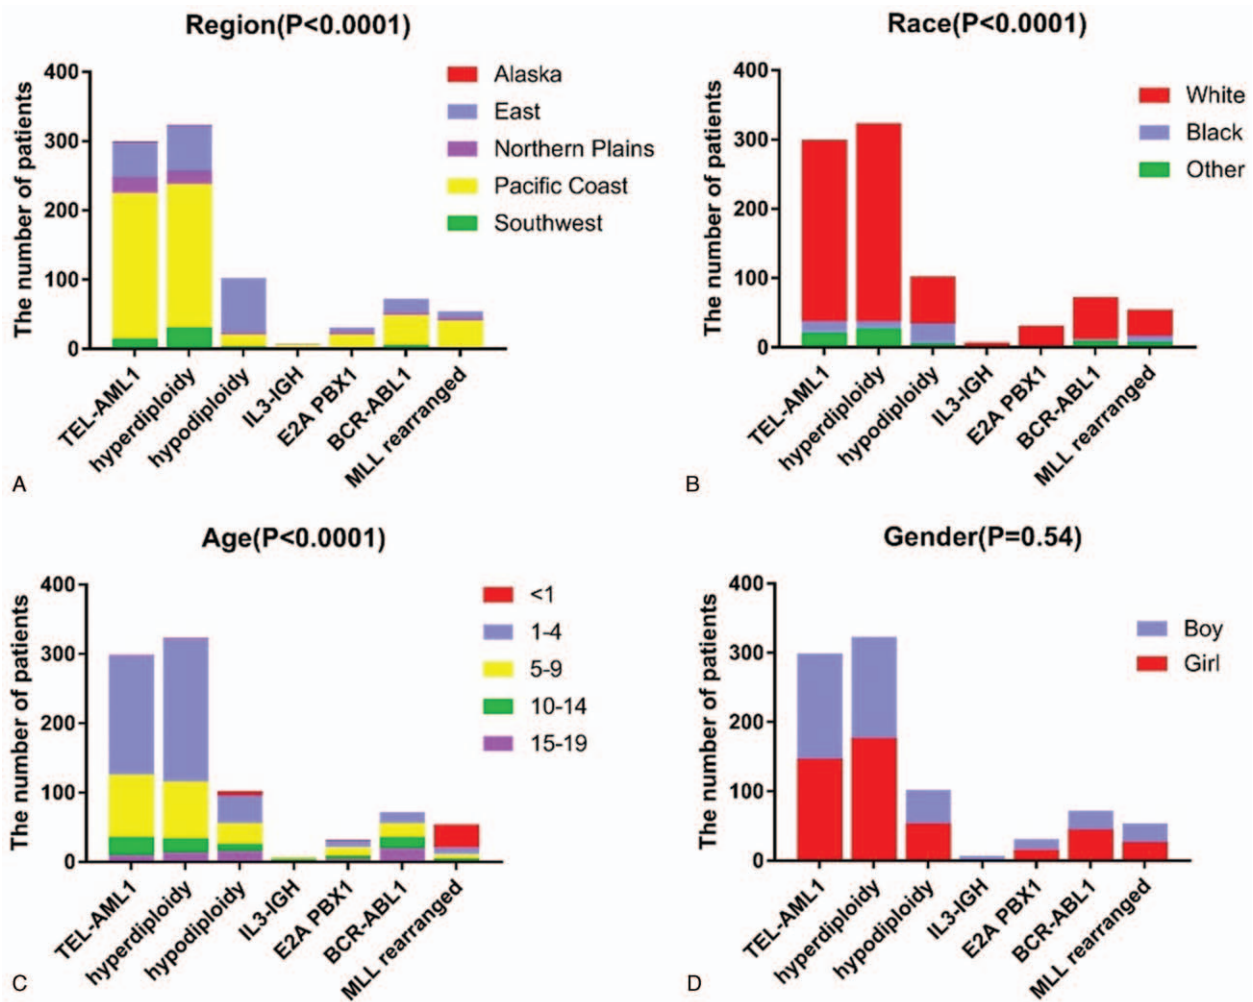 Region(P<0.0001)
The number of patients
400
300
200
100
0
Alaska
East
Northern Plains
Pacific Coast
Southwest
TEL-AML1
hyperdiploidy
hypodiploidy
IL3-IGH
E2A PBX1
BCR-ABL1
MLL rearranged
A
Race(P<0.0001)
The number of patients
400
300
200
100
0
White
Black
Other
TEL-AML1
hyperdiploidy
hypodiploidy
IL3-IGH
E2A PBX1
BCR-ABL1
MLL rearranged
B
Age(P<0.0001)
The number of patients
400
300
200
100
0
<1
1-4
5-9
10-14
15-19
TEL-AML1
hyperdiploidy
hypodiploidy
IL3-IGH
E2A PBX1
BCR-ABL1
MLL rearranged
C
Gender(P=0.54)
The number of patients
400
300
200
100
0
Boy
Girl
TEL-AML1
hyperdiploidy
hypodiploidy
IL3-IGH
E2A PBX1
BCR-ABL1
MLL rearranged
D